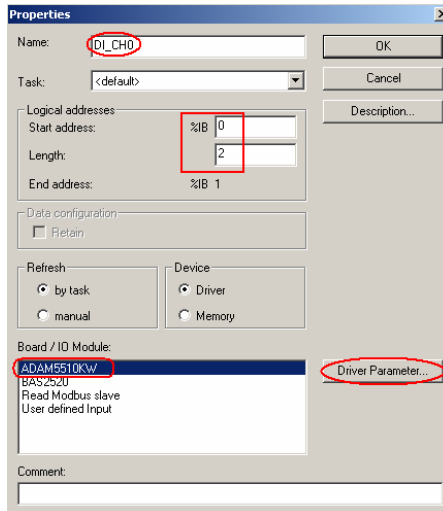 Properties
Name: DI_CH0
OK
Task: <default>
Cancel
Logical addresses
Description...
Start address: %IB 0
Length: 2
End address: %IB 1
Data configuration
Retain
Refresh
Device
by task
Driver
manual
Memory
Board / IO Module:
ADAM5510KW
Driver Parameter...
BAS2520
Read Modbus slave
User defined Input
Comment: